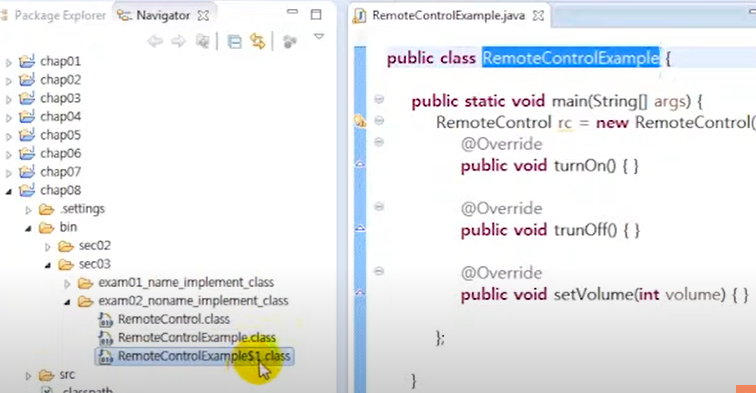 Package Explorer
Navigator
chap01
chap02
chap03
chap04
chap05
chap06
chap07
chap08
.settings
bin
sec02
sec03
exam01_name_implement_class
exam02_noname_implement_class
RemoteControl.class
RemoteControlExample.class
RemoteControlExample$1.class
src
.classpath
RemoteControlExample.java
public class RemoteControlExample {
public static void main(String[] args) {
RemoteControl rc = new RemoteControl(
@Override
public void turnOn() { }
@Override
public void trunOff() { }
@Override
public void setVolume(int volume) { }
};
}